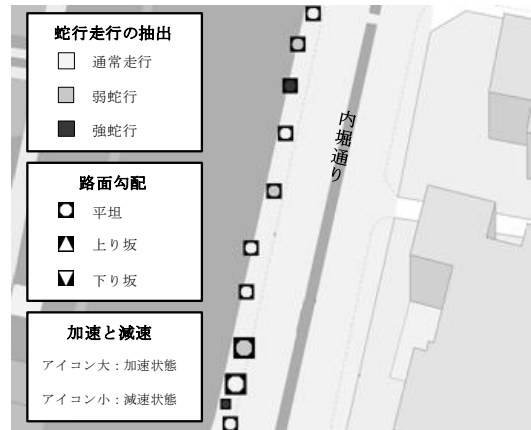 蛇行走行の抽出
通常走行
弱蛇行
強蛇行
路面勾配
平坦
上り坂
下り坂
加速と減速
アイコン大：加速状態
アイコン小：減速状態
内堀通り